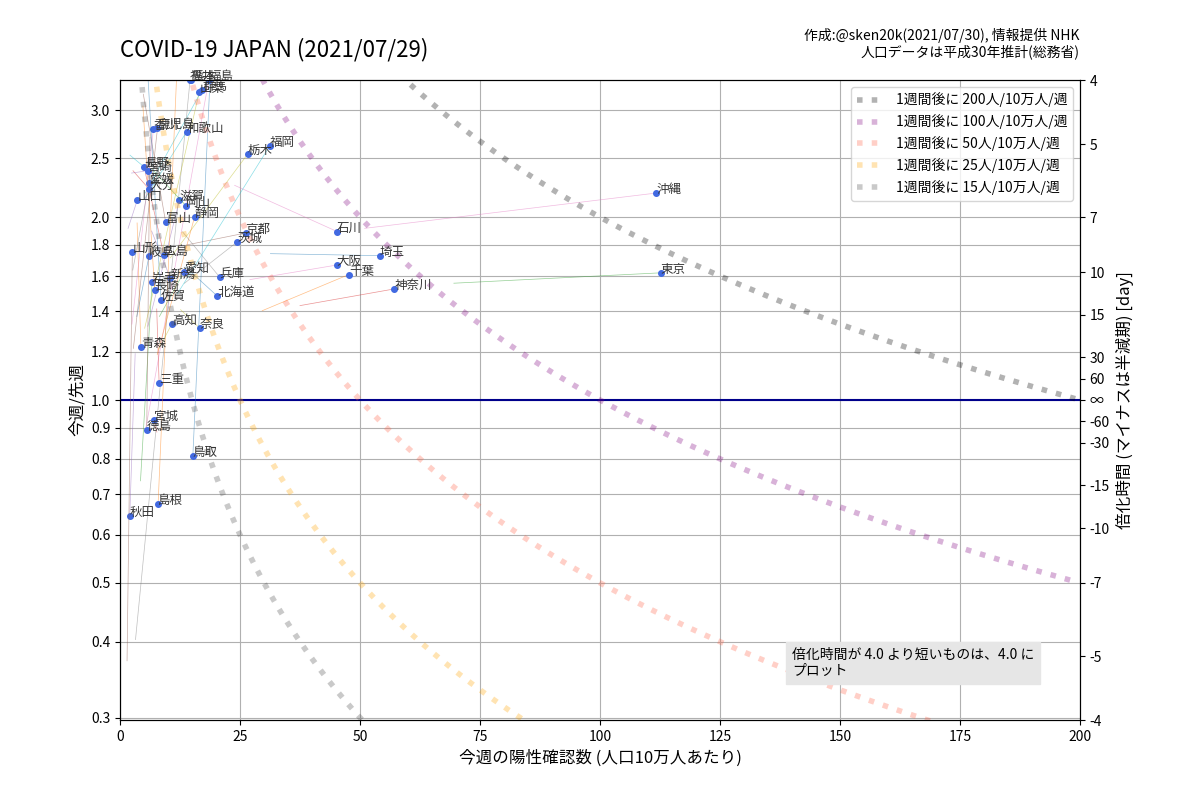 作成:@sken20k(2021/07/30), 情報提供 NHK
人口データは平成30年推計(総務省)
COVID-19 JAPAN (2021/07/29)
1週間後に 200人/10万人/週
1週間後に 100人/10万人/週
1週間後に 50人/10万人/週
1週間後に 25人/10万人/週
1週間後に 15人/10万人/週
福島
和歌山
福岡
栃木
長野
大分
山口
滋賀
岡山
静岡
富山
沖縄
石川
京都
茨城
山形
広島
埼玉
大阪
千葉
愛知
兵庫
東京
神奈川
北海道
佐賀
高知
奈良
青森
三重
宮城
徳島
鳥取
島根
秋田
倍化時間が 4.0 より短いものは、4.0 に
プロット
今週/先週
3.0
2.5
2.0
1.8
1.6
1.4
1.2
1.0
0.9
0.8
0.7
0.6
0.5
0.4
0.3
倍化時間 (マイナスは半減期) [day]
4
5
7
10
15
30
60
∞
-60
-30
-15
-10
-7
-5
-4
0
25
50
75
100
125
150
175
200
今週の陽性確認数 (人口10万人あたり)